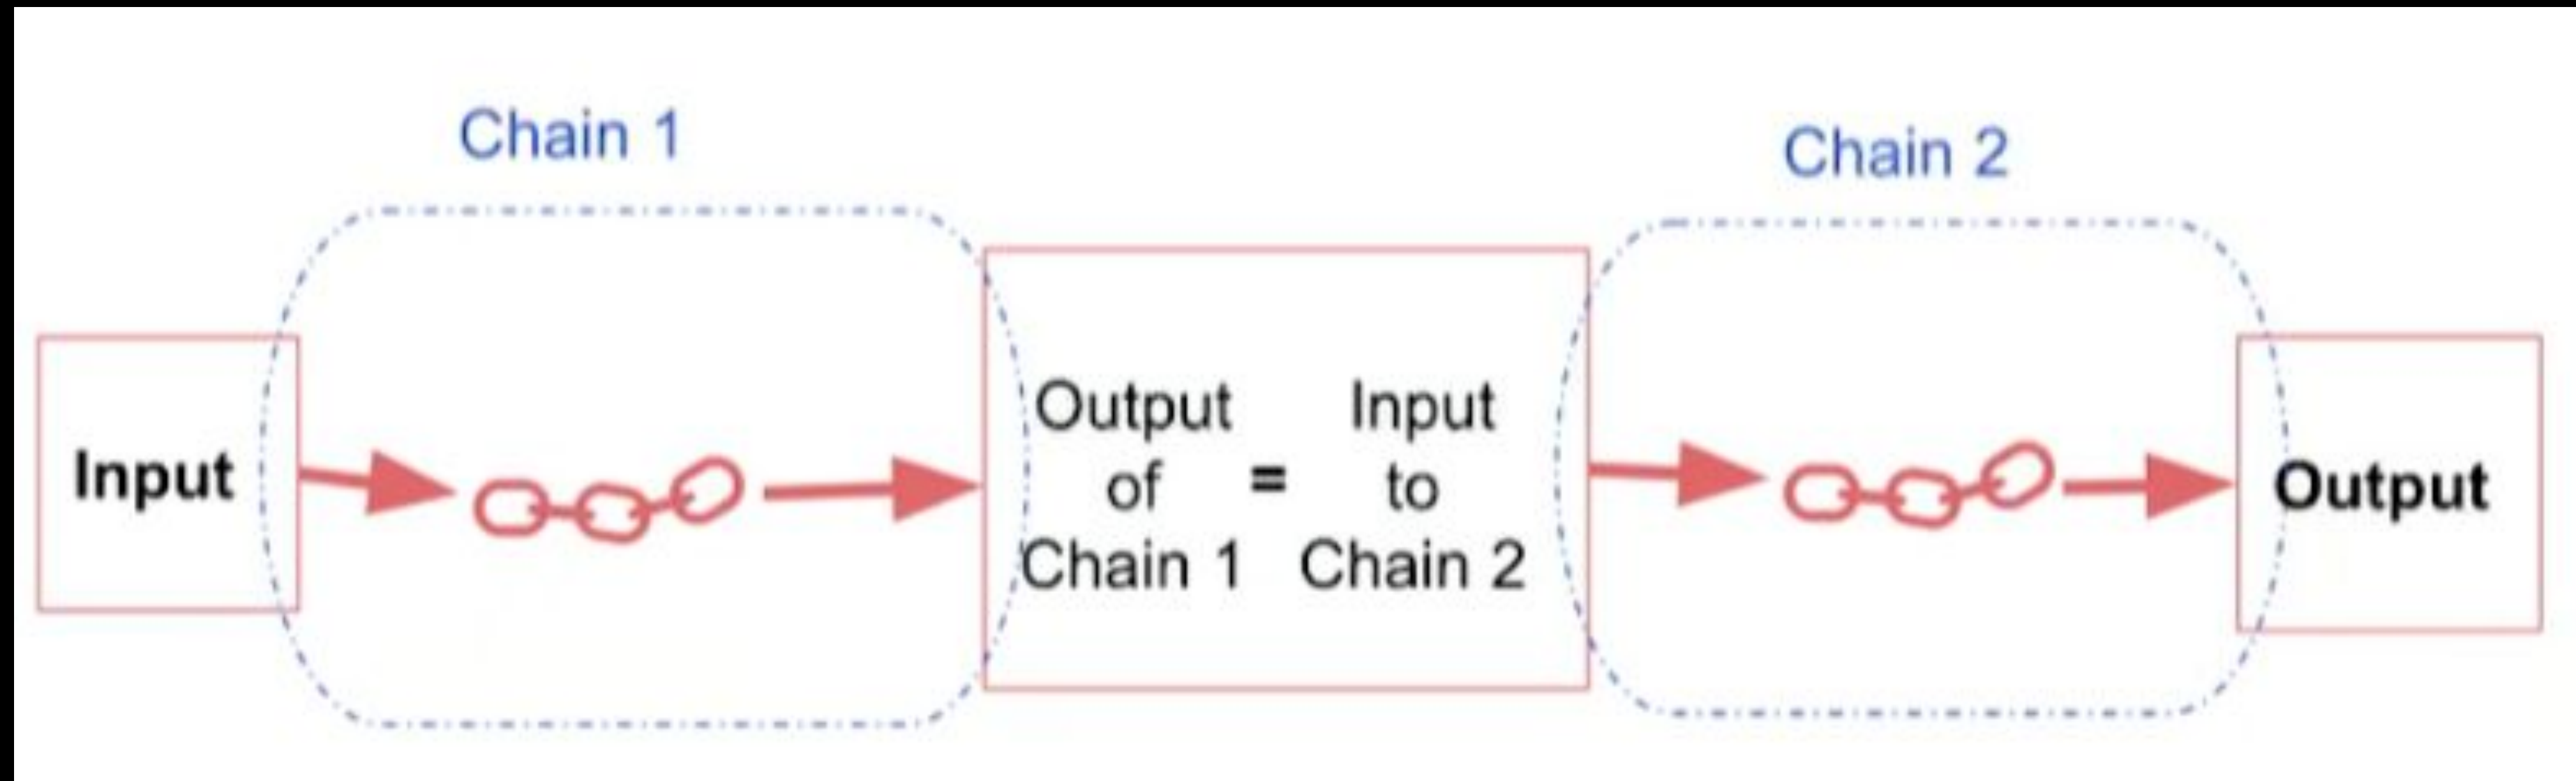 Chain 1
Chain 2
Input
Output
of
Chain 1
=
Input
to
Chain 2
Output